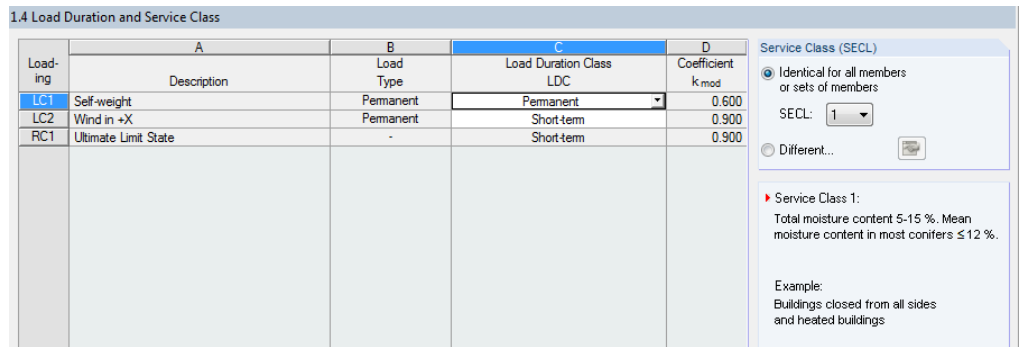 1.4 Load Duration and Service Class
A B C D
Load-
ing
Description
Load
Type
Load Duration Class
LDC
Coefficient
k mod
LC1 Self-weight Permanent Permanent 0.600
LC2 Wind in +X Permanent Short-term 0.900
RC1 Ultimate Limit State - Short-term 0.900
Service Class (SECL)
Identical for all members
or sets of members
SECL: 1
Different...
Service Class 1:
Total moisture content 5-15 %. Mean
moisture content in most conifers ≤12 %.
Example:
Buildings closed from all sides
and heated buildings